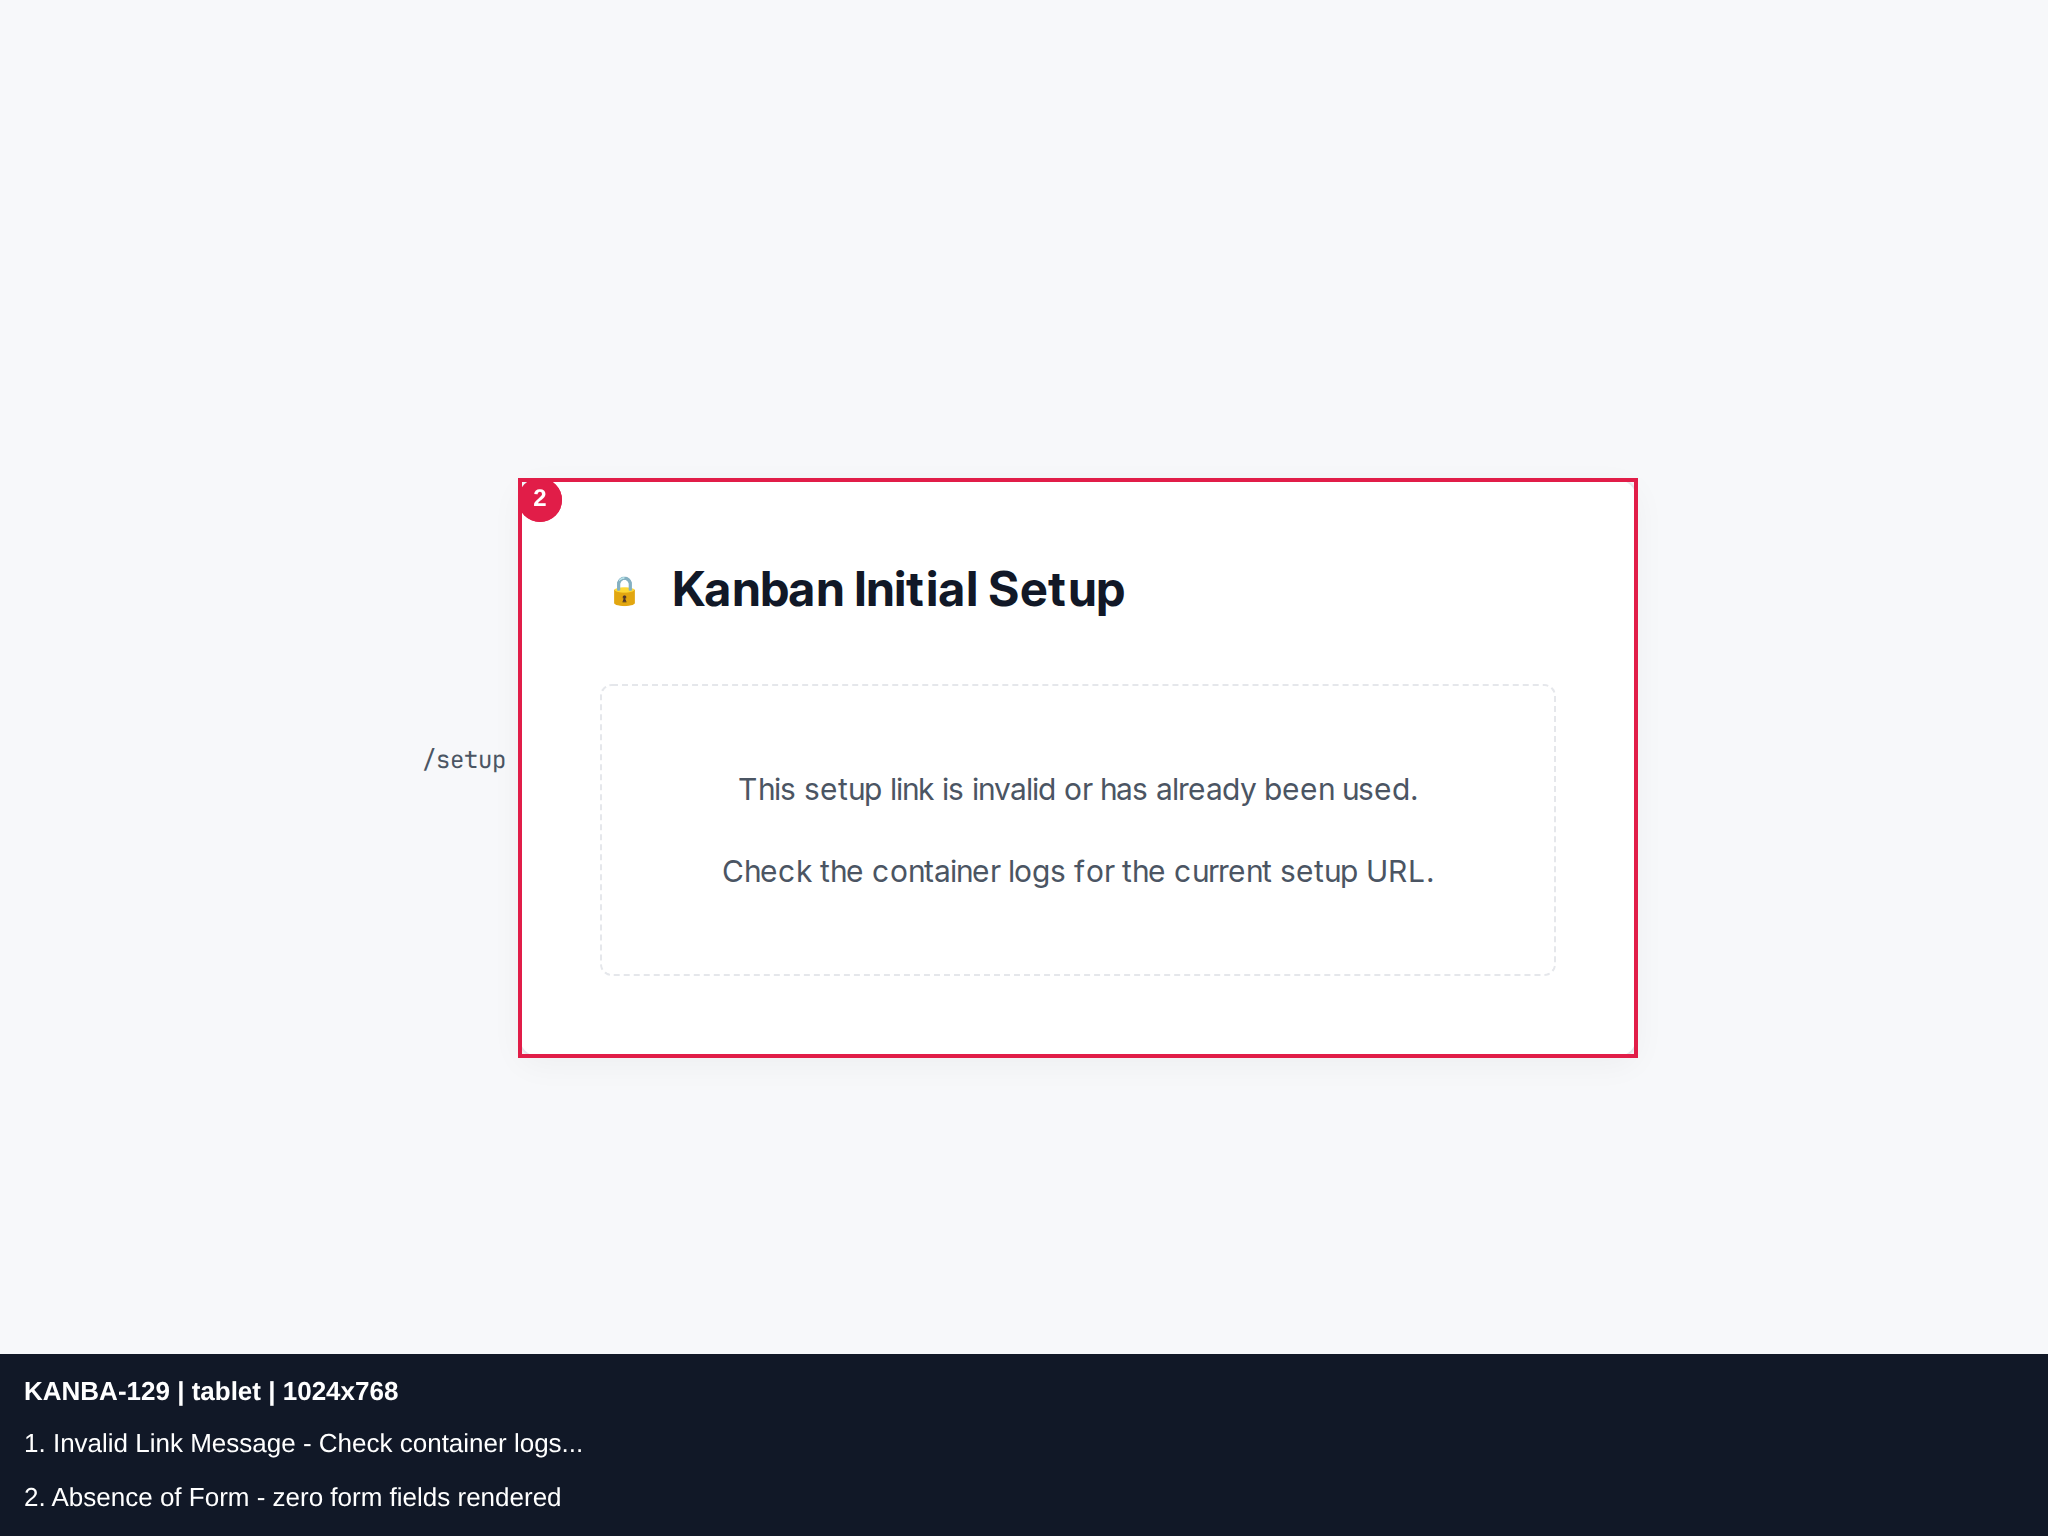 2
Kanban Initial Setup
/setup
This setup link is invalid or has already been used.
Check the container logs for the current setup URL.
KANBA-129 | tablet | 1024x768
1. Invalid Link Message - Check container logs...
2. Absence of Form - zero form fields rendered